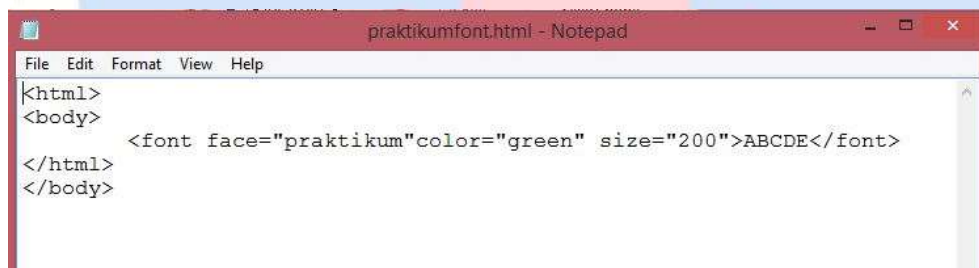 praktikumfont.html - Notepad
File Edit Format View Help
<html>
<body>
<font face="praktikum"color="green" size="200">ABCDE</font>
</html>
</body>